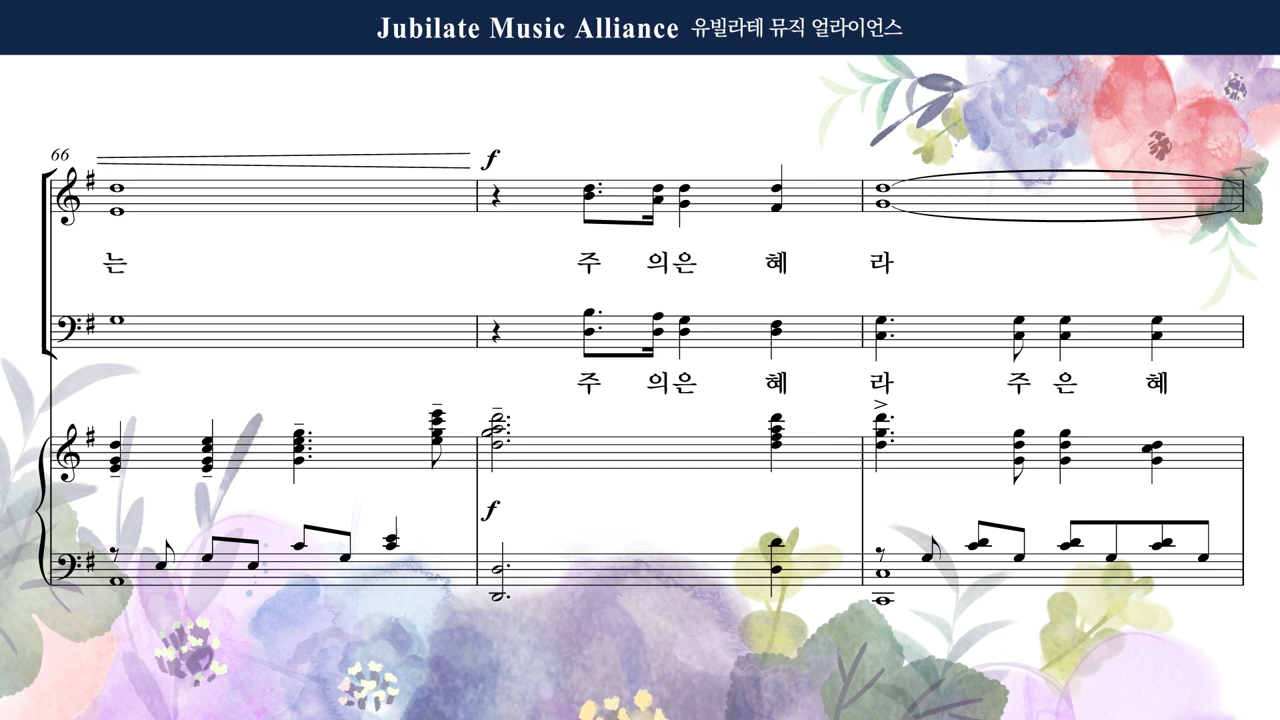 Jubilate Music Alliance 유빌라테 뮤직 얼라이언스
66
f
는 주 의은 혜 라
주 의은 혜 라 주 은 혜
f